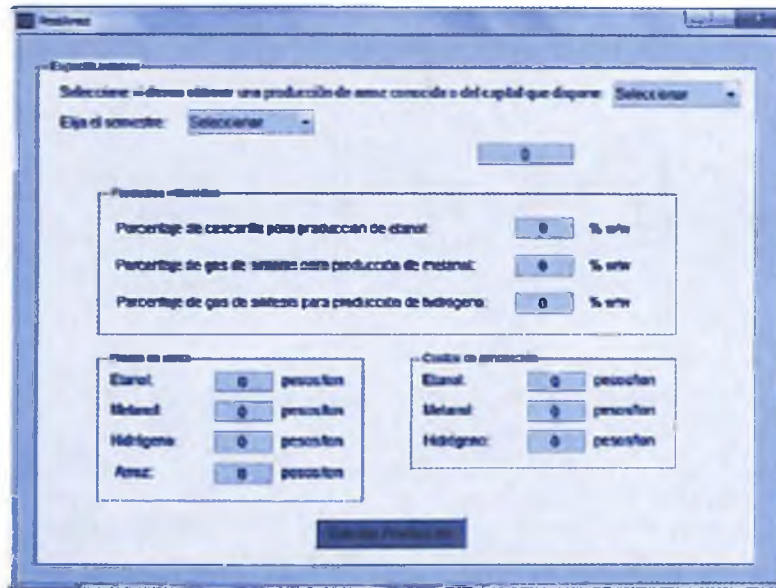 Seleccione si desea obtener una producción de arroz conocida o del capital que dispone: Seleccionar
Elija el semestre: Seleccionar
0
Porcentaje de cascarilla para producción de etanol: 0 % w/w
Porcentaje de gas de síntesis para producción de metanol: 0 % w/w
Porcentaje de gas de síntesis para producción de hidrógeno: 0 % w/w
Costos de producción
Etanol: 0 pesos/ton
Metanol: 0 pesos/ton
Hidrógeno: 0 pesos/ton
Arroz: 0 pesos/ton
Etanol: 0 pesos/ton
Metanol: 0 pesos/ton
Hidrógeno: 0 pesos/ton